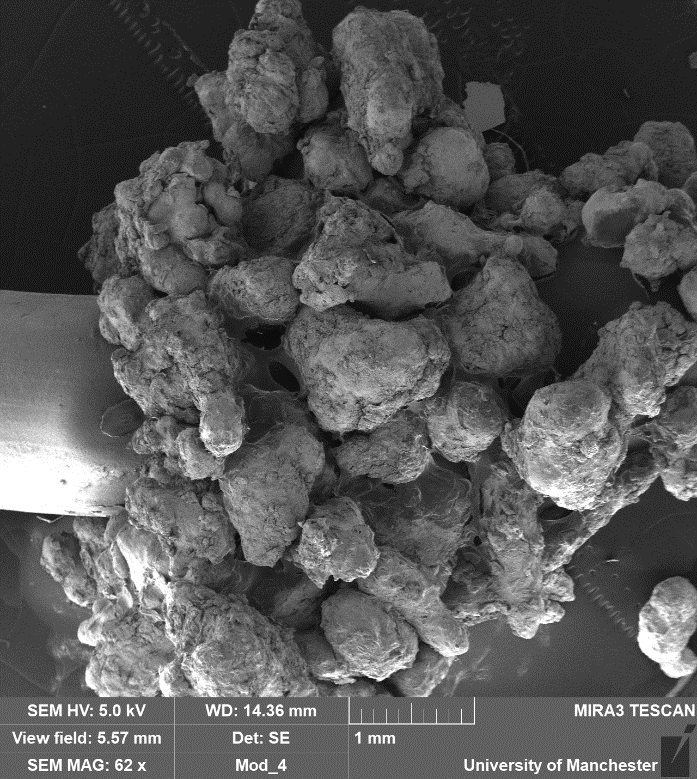 SEM HV: 5.0 kV WD: 14.36 mm MIRA3 TESCAN
View field: 5.57 mm Det: SE 1 mm
SEM MAG: 62 x Mod_4 University of Manchester